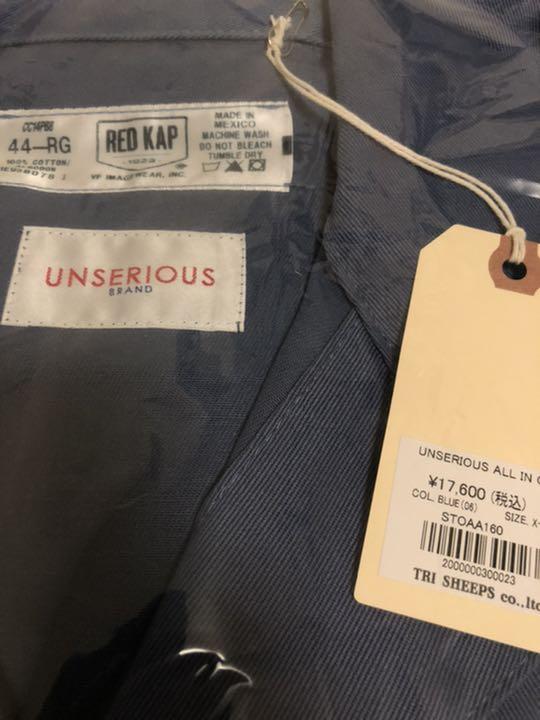 CC14PB6
44-RG
100% COTTON/
RED KAP
1923
VF IMAGEWEAR, INC.
MADE IN
MEXICO
MACHINE WASH
DO NOT BLEACH
TUMBLE DRY
UNSERIOUS
BRAND
UNSERIOUS ALL IN
¥17,600 (税込)
COL. BLUE(06) SIZE. X-
STOAA160
2000000300023
TRI SHEEPS co.,ltd